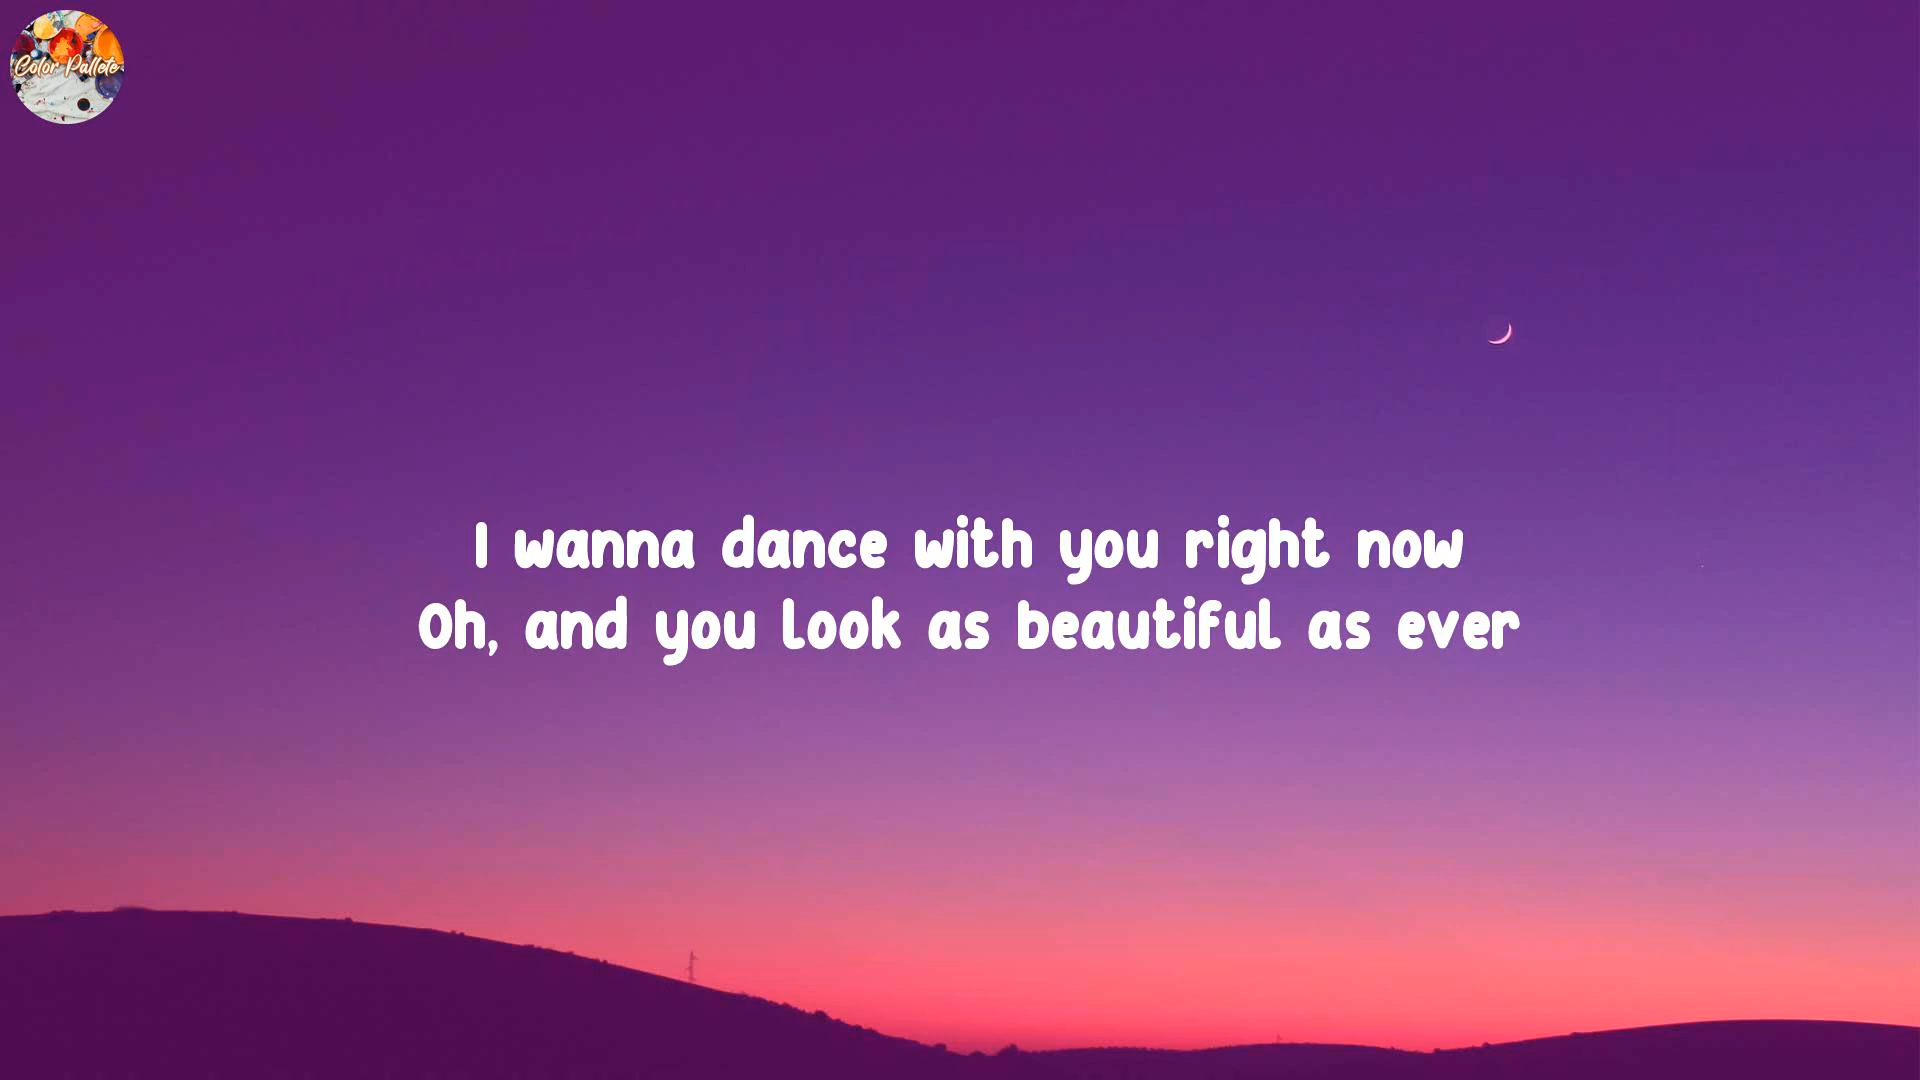 Color Pallete
I wanna dance with you right now
Oh, and you look as beautiful as ever